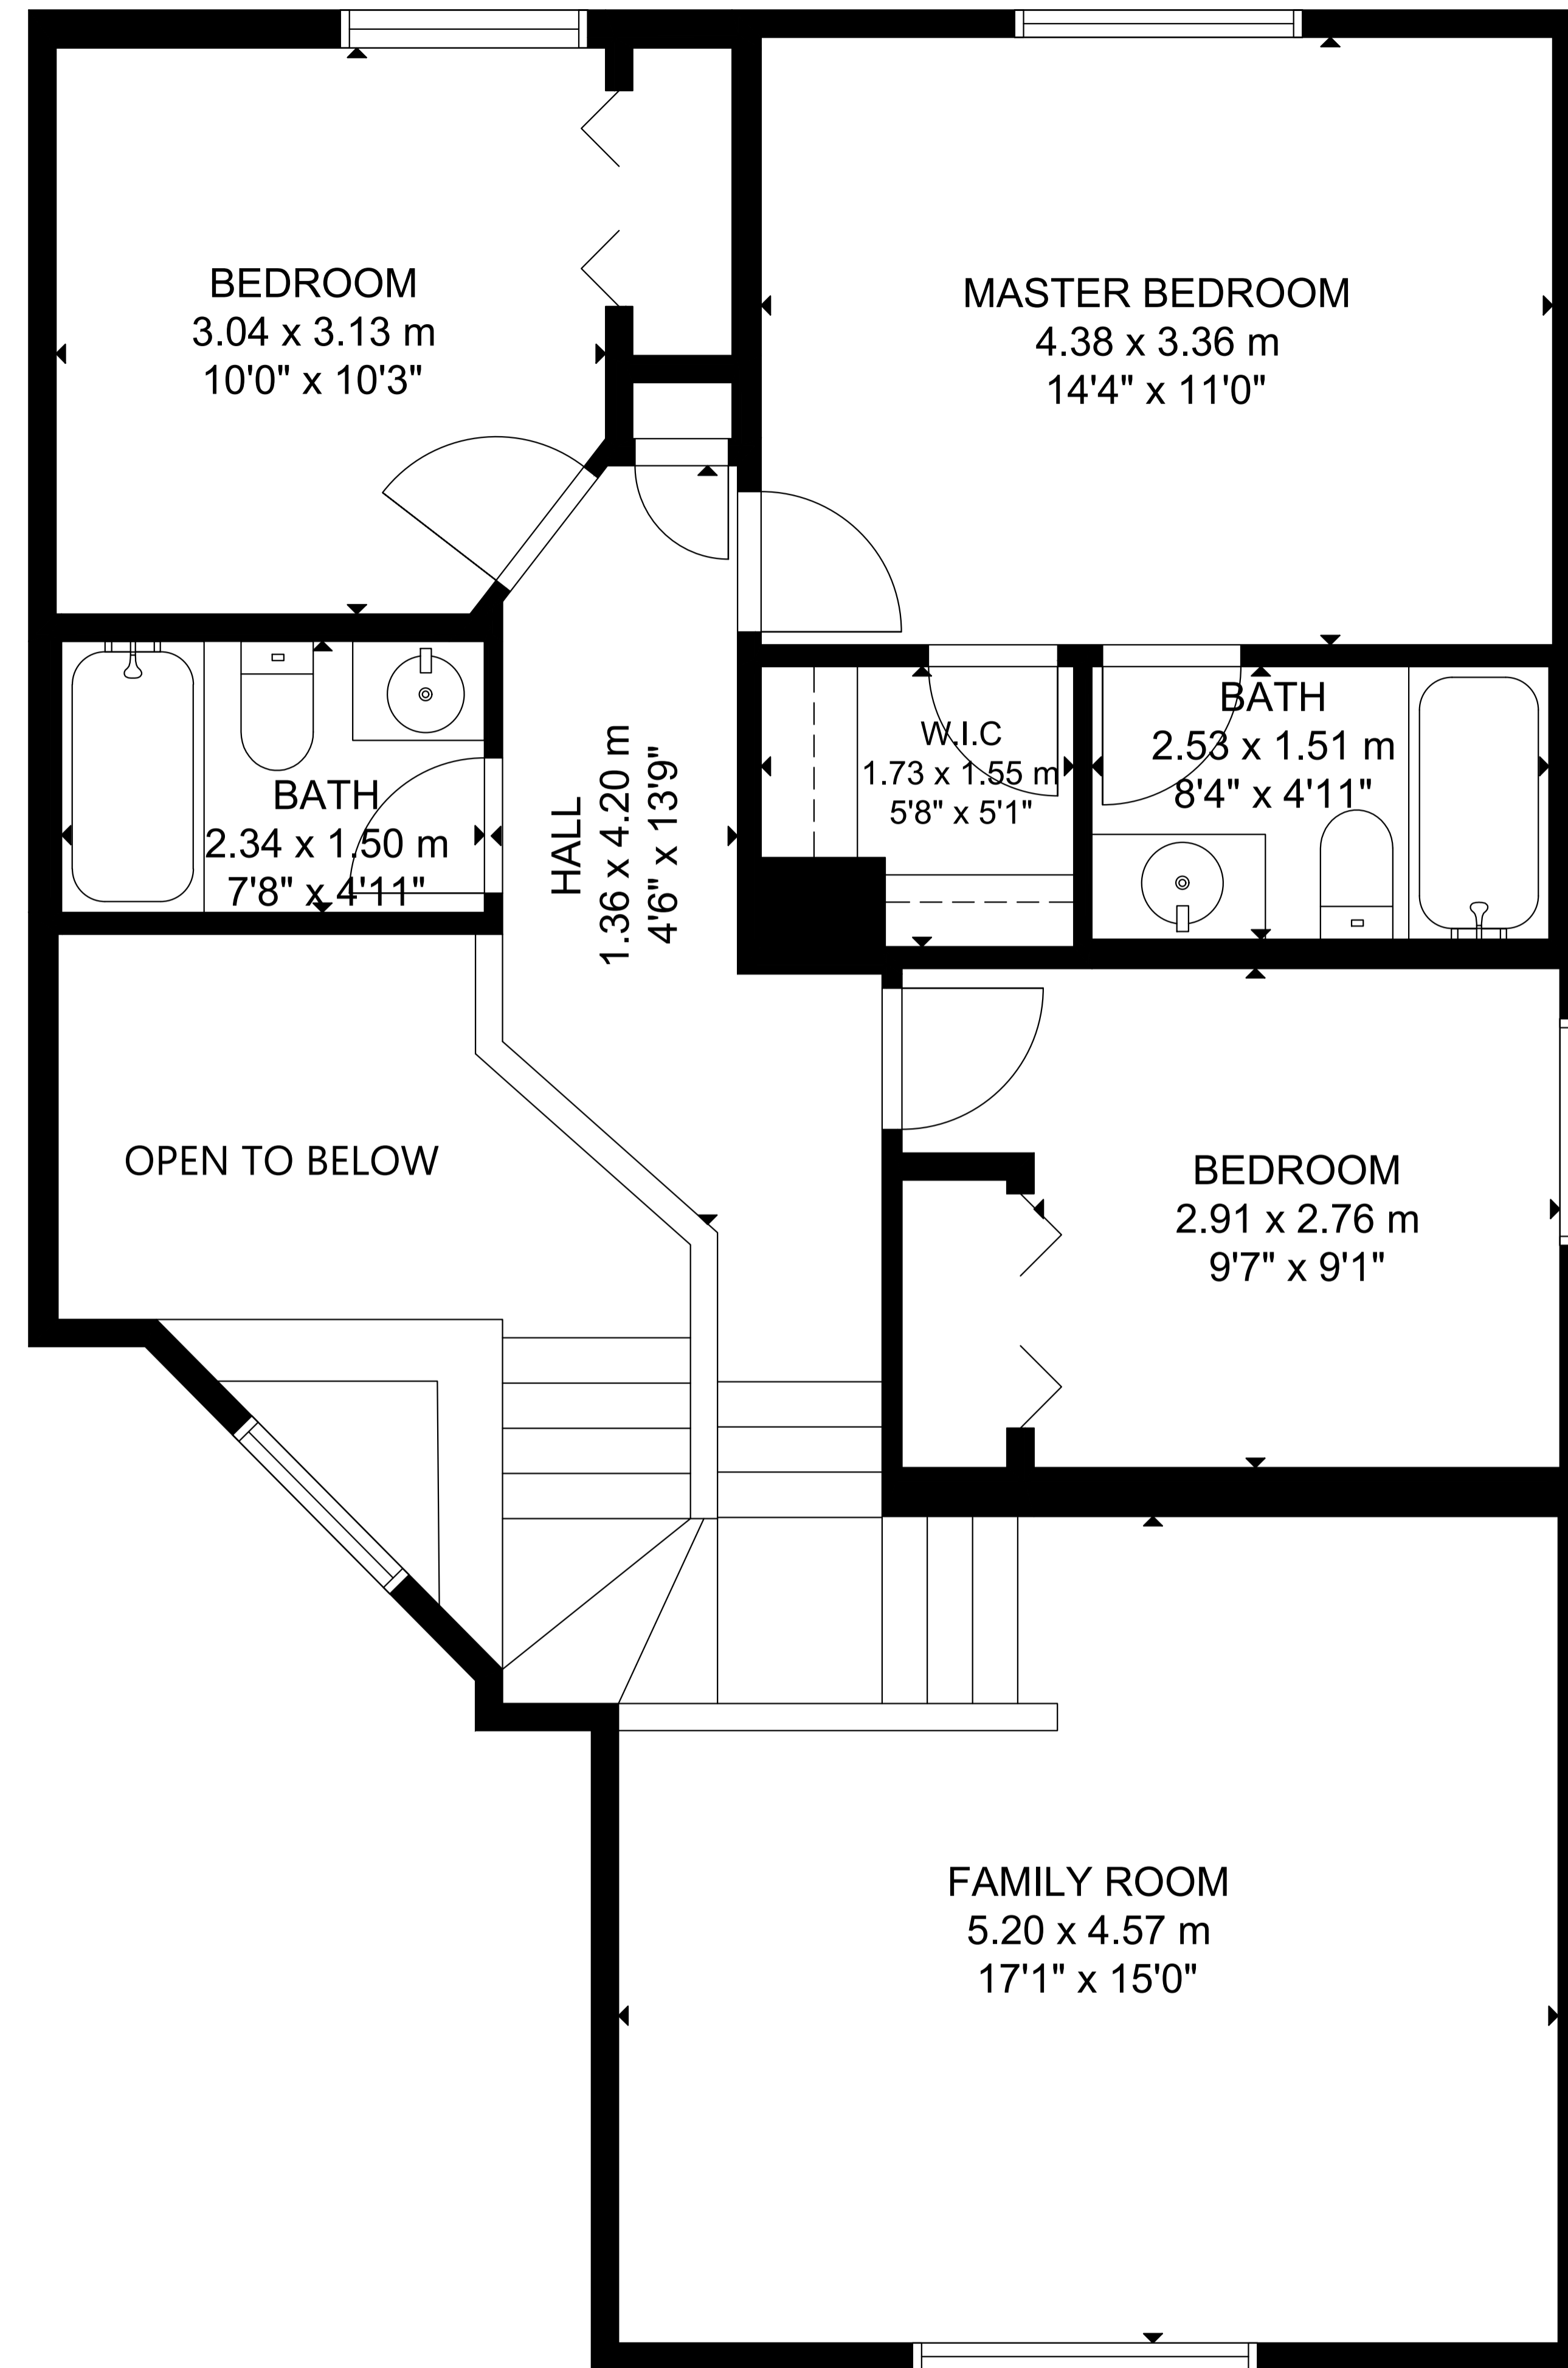 BEDROOM
3.04 x 3.13 m
10'0" x 10'3"
MASTER BEDROOM
4.38 x 3.36 m
14'4" x 11'0"
BATH
2.34 x 1.50 m
7'8" x 4'11"
HALL
1.36 x 4.20 m
4'6" x 13'9"
W.I.C
1.73 x 1.55 m
5'8" x 5'1"
BATH
2.53 x 1.51 m
8'4" x 4'11"
OPEN TO BELOW
BEDROOM
2.91 x 2.76 m
9'7" x 9'1"
FAMILY ROOM
5.20 x 4.57 m
17'1" x 15'0"